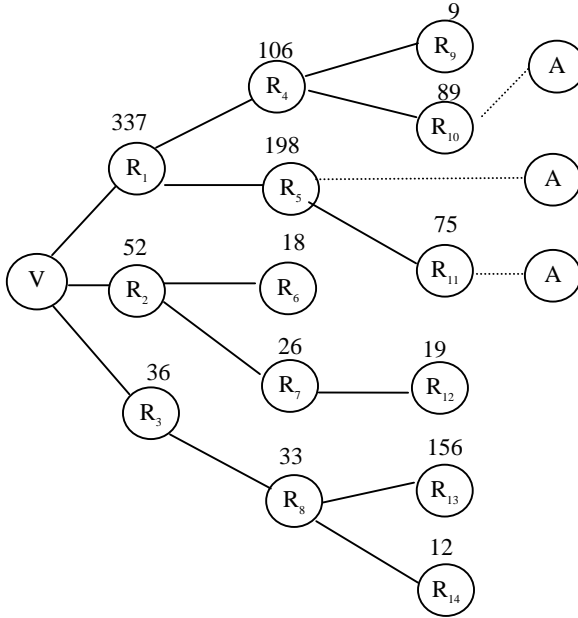 9
106
R₉
A
R₄
89
337
R₁₀
198
R₁
R₅
A
75
52
18
V
R₂
R₆
R₁₁
A
26
19
36
R₇
R₁₂
R₃
33
156
R₈
R₁₃
12
R₁₄